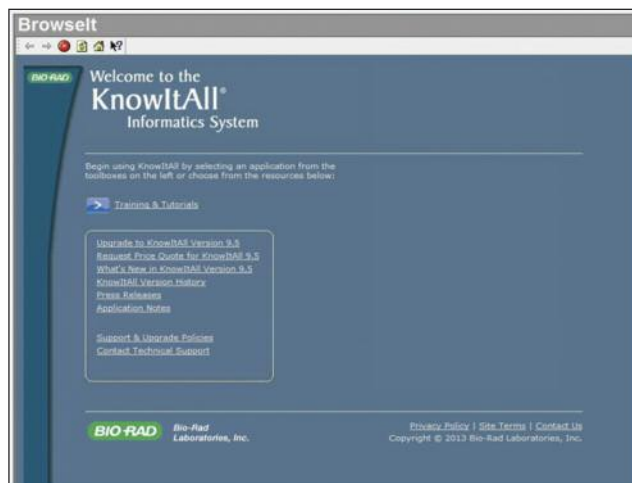 BrowseIt
BIO-RAD
Welcome to the
KnowItAll®
Informatics System
Begin using KnowItAll by selecting an application from the
toolboxes on the left or choose from the resources below:
Training & Tutorials
Upgrade to KnowItAll Version 9.5
Request Price Quote for KnowItAll 9.5
What's New in KnowItAll Version 9.5
KnowItAll Version History
Press Releases
Application Notes
Support & Upgrade Policies
Contact Technical Support
BIO-RAD
Bio-Rad
Laboratories, Inc.
Privacy Policy | Site Terms | Contact Us
Copyright © 2013 Bio-Rad Laboratories, Inc.